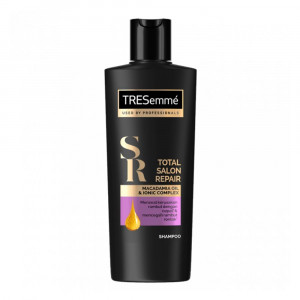 TRESemmé
USED BY PROFESSIONALS
SR
TOTAL
SALON
REPAIR
MACADAMIA OIL
& IONIC COMPLEX
SHAMPOO